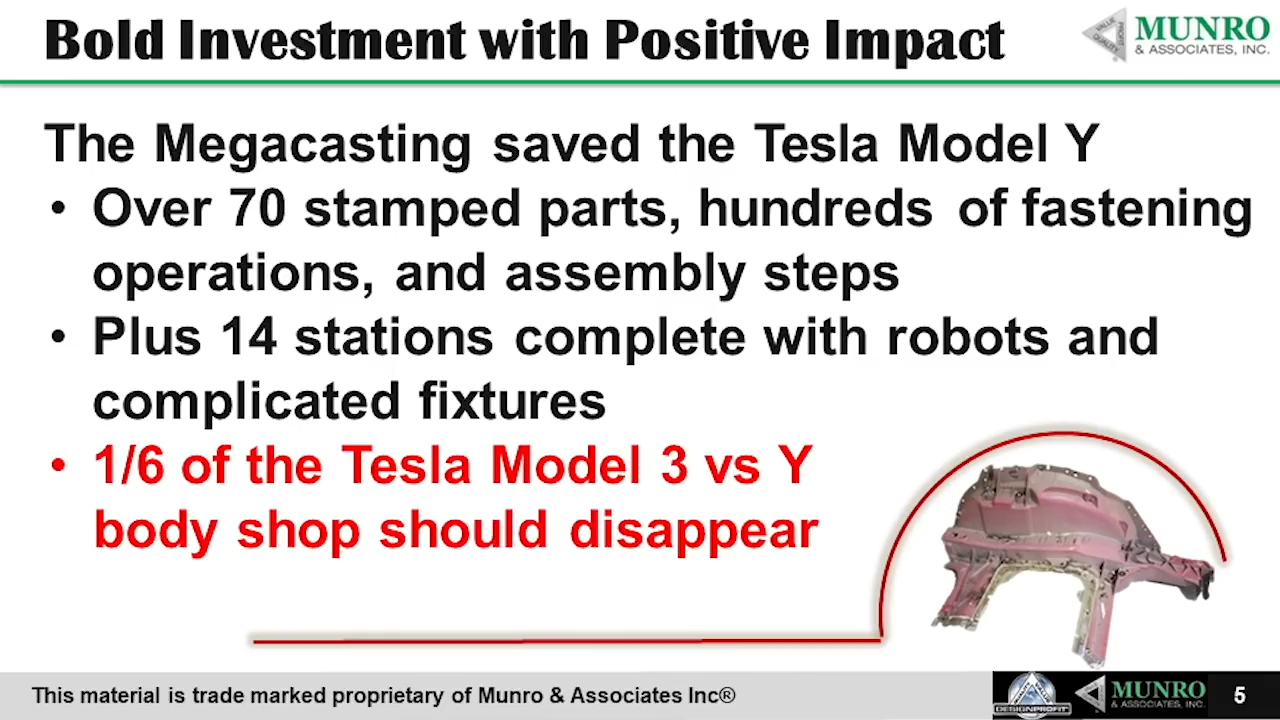 Bold Investment with Positive Impact
MUNRO
& ASSOCIATES, INC.
The Megacasting saved the Tesla Model Y
• Over 70 stamped parts, hundreds of fastening
operations, and assembly steps
• Plus 14 stations complete with robots and
complicated fixtures
• 1/6 of the Tesla Model 3 vs Y
body shop should disappear
This material is trade marked proprietary of Munro & Associates Inc®
DESIGNPROFIT
MUNRO
& ASSOCIATES, INC.
5